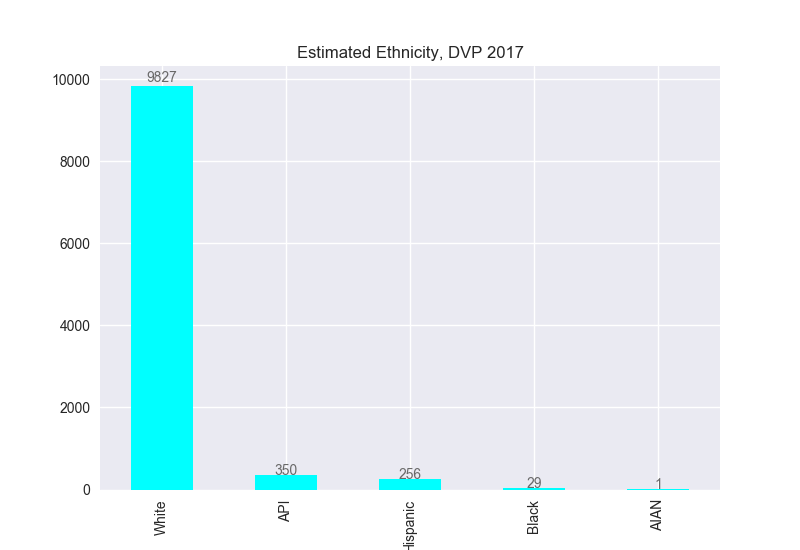 Estimated Ethnicity, DVP 2017
10000
8000
6000
4000
2000
0
9827
350
256
29
1
White
API
Hispanic
Black
AIAN